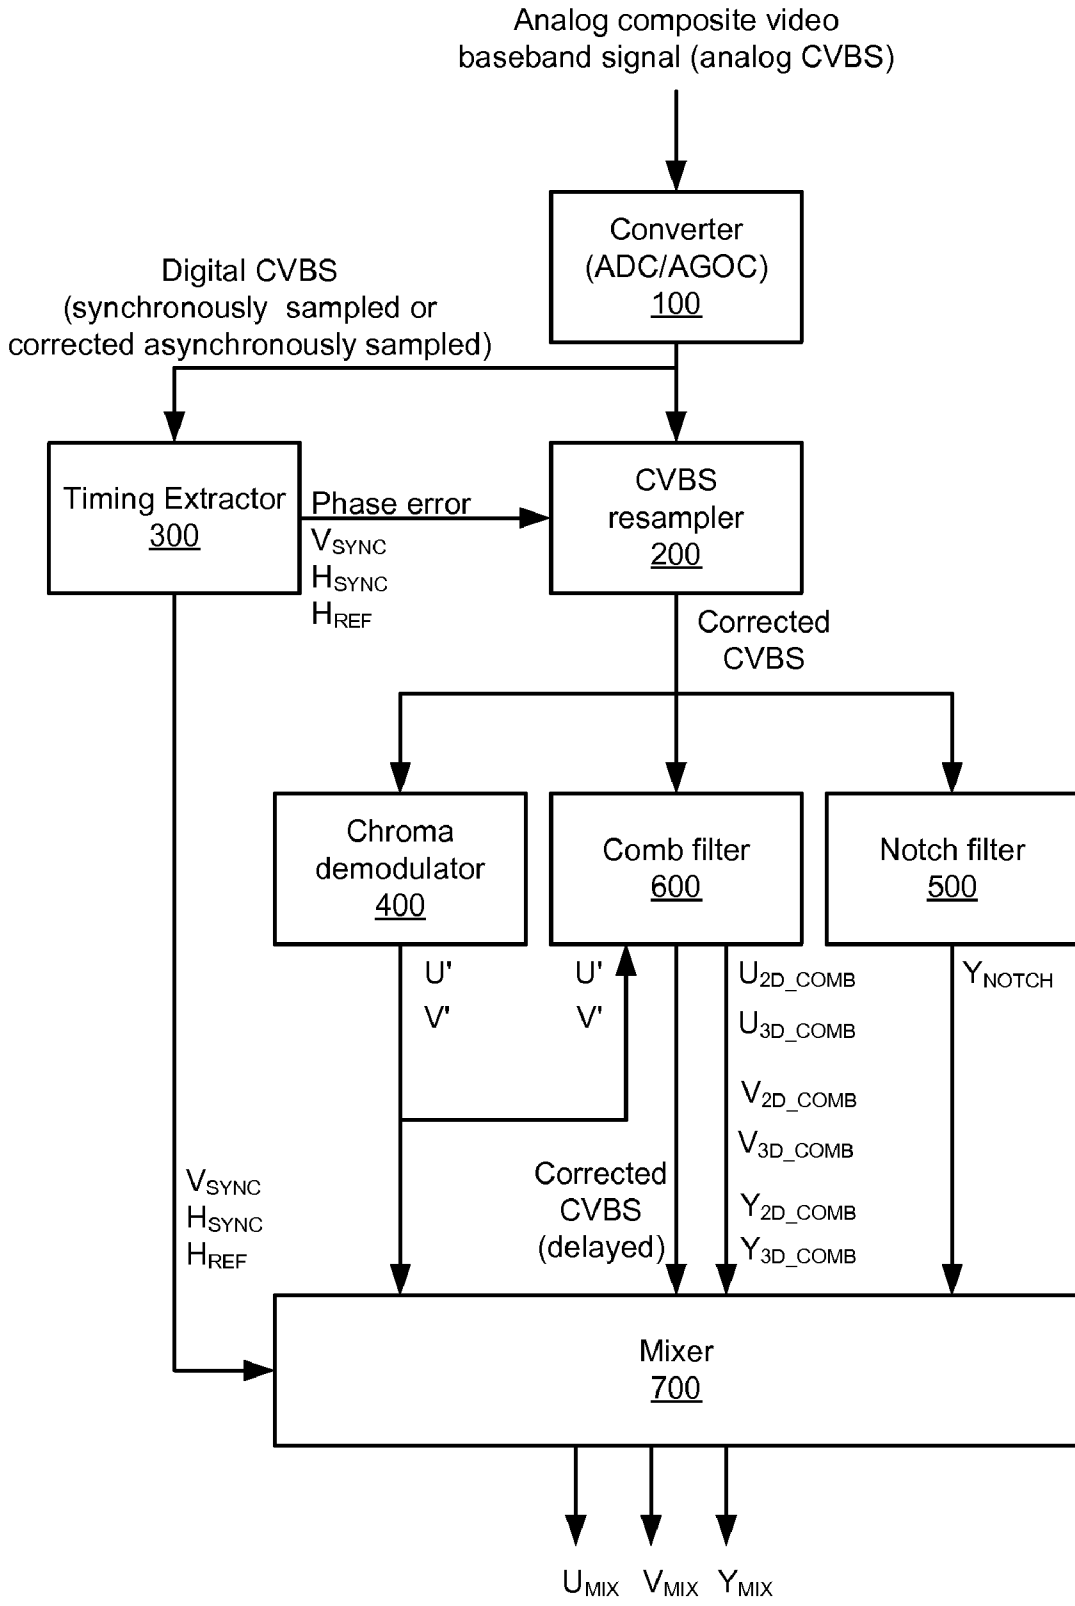 Analog composite video
baseband signal (analog CVBS)
Converter
(ADC/AGOC)
100
Digital CVBS
(synchronously sampled or
corrected asynchronously sampled)
Timing Extractor
300
Phase error
VSYNC
HSYNC
HREF
CVBS
resampler
200
Corrected
CVBS
Chroma
demodulator
400
Comb filter
600
Notch filter
500
U'
V'
U'
V'
U2D_COMB
U3D_COMB
V2D_COMB
V3D_COMB
Y2D_COMB
Y3D_COMB
YNOTCH
Corrected
CVBS
(delayed)
VSYNC
HSYNC
HREF
Mixer
700
UMIX VMIX YMIX